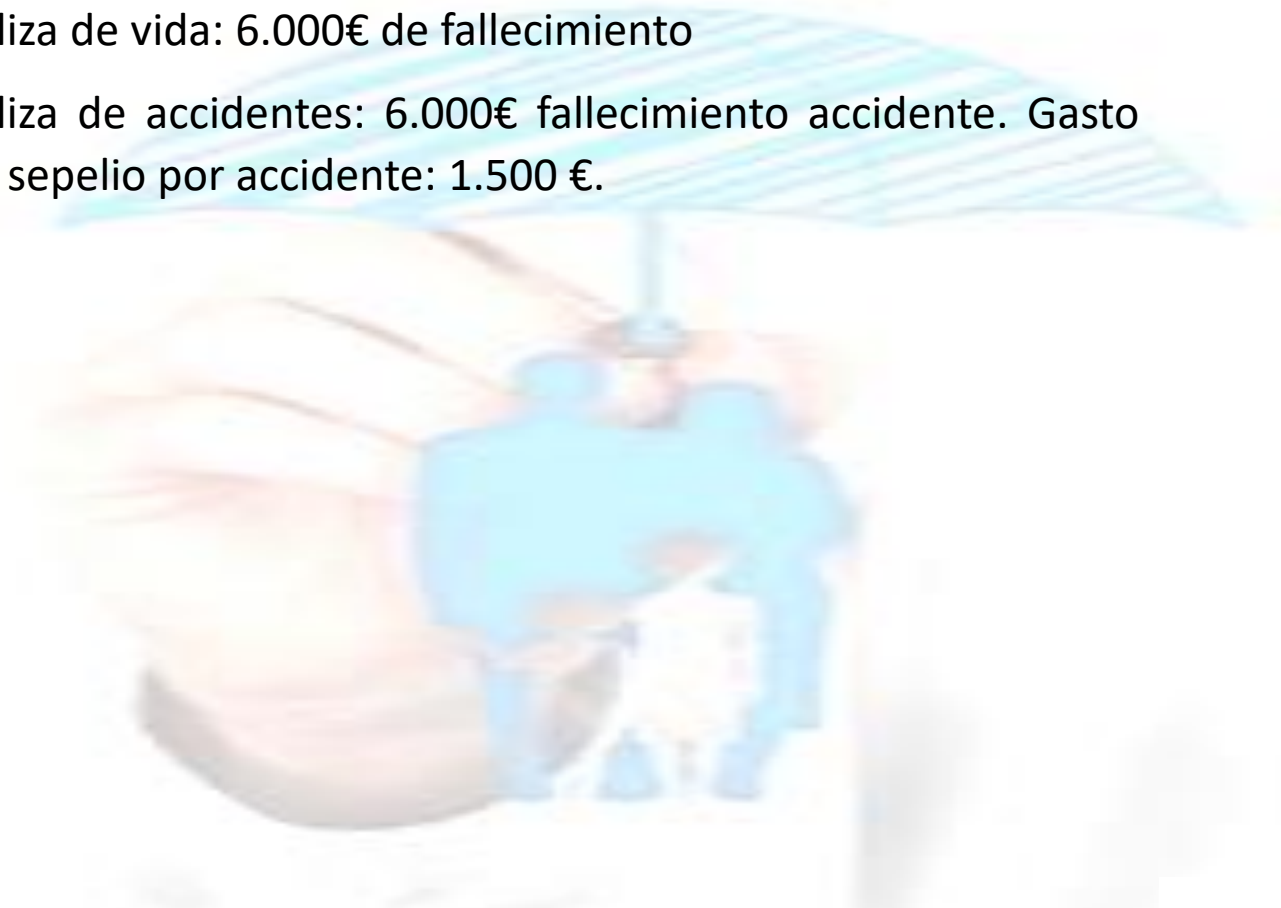 liza de vida: 6.000€ de fallecimiento
liza de accidentes: 6.000€ fallecimiento accidente. Gasto
sepelio por accidente: 1.500 €.